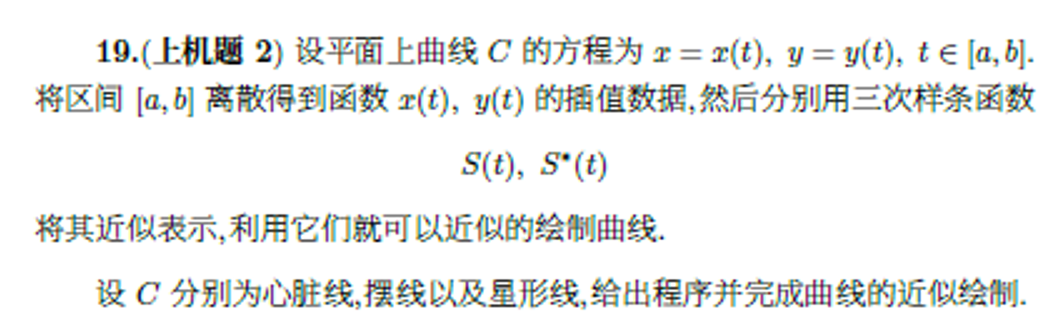 19.(上机题 2) 设平面上曲线 C 的方程为 x = x(t), y = y(t), t ∈ [a, b].
将区间 [a, b] 离散得到函数 x(t), y(t) 的插值数据,然后分别用三次样条函数
S(t), S*(t)
将其近似表示,利用它们就可以近似的绘制曲线.
设 C 分别为心脏线,摆线以及星形线,给出程序并完成曲线的近似绘制.